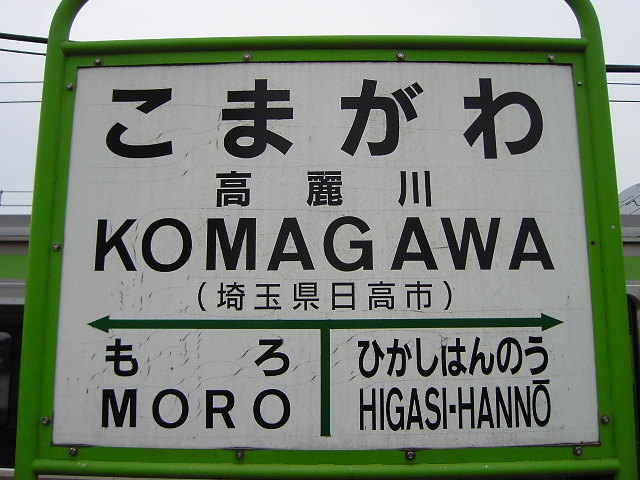 こまがわ
高麗川
KOMAGAWA
(埼玉県日高市)
もろ ひかしはんのう
MORO HIGASI-HANNŌ